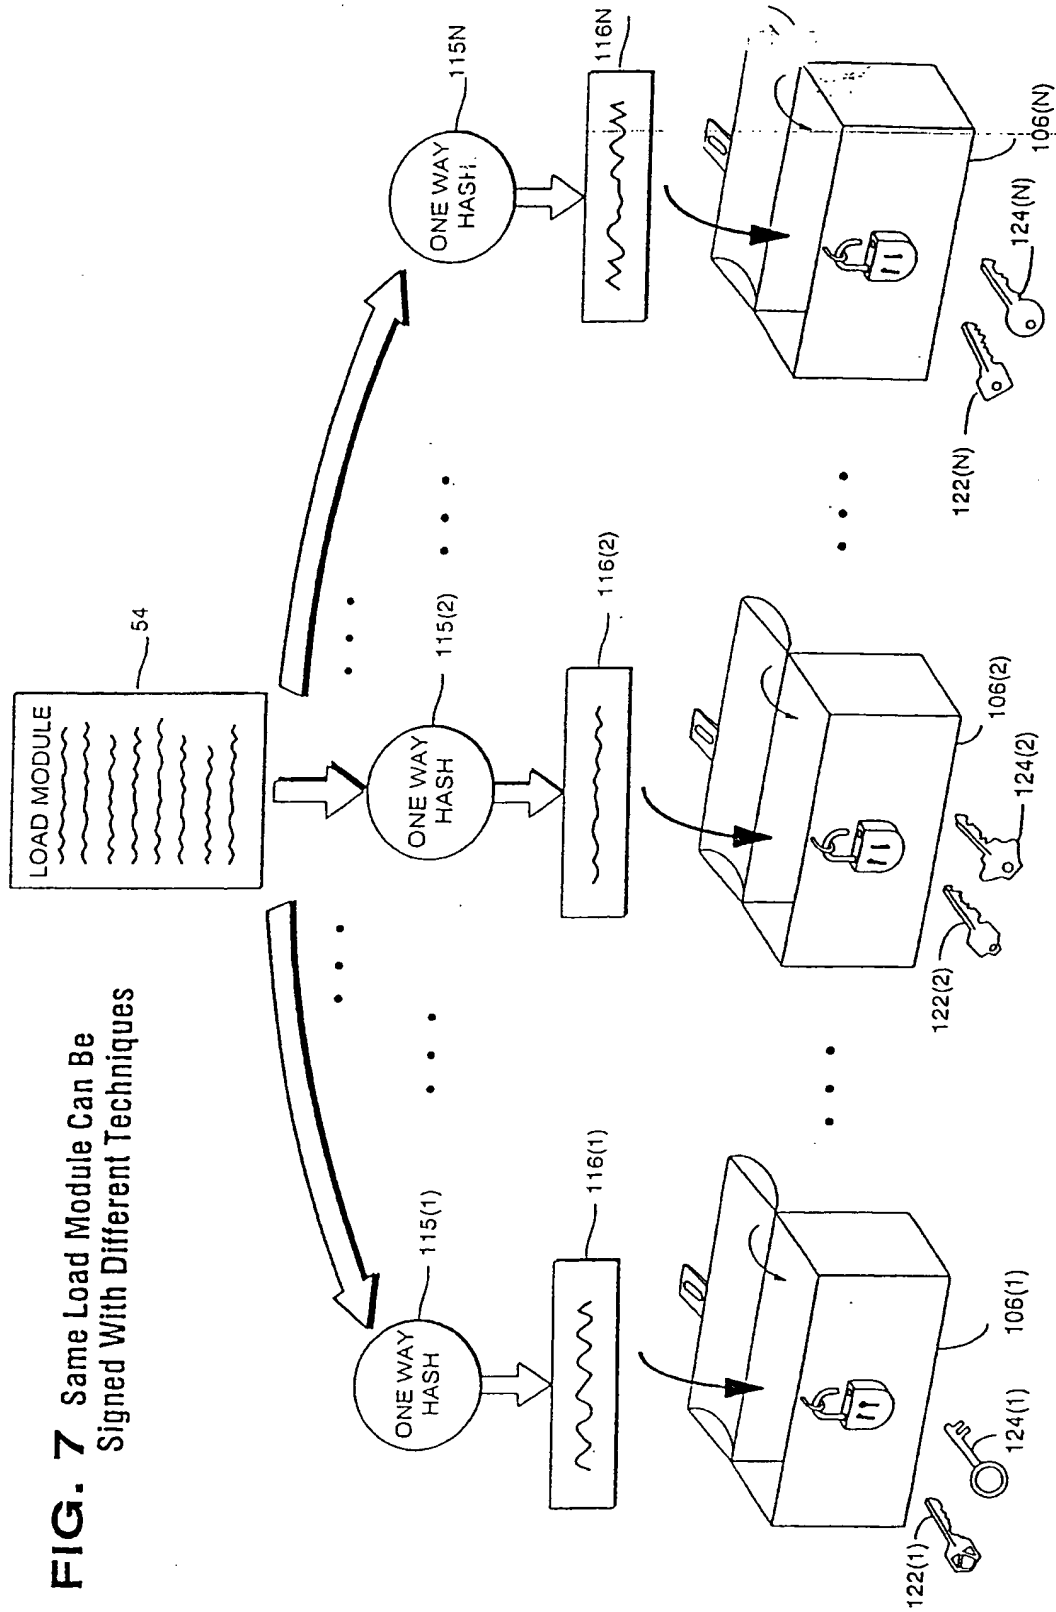 FIG. 7 Same Load Module Can Be
Signed With Different Techniques
LOAD MODULE
54
ONE WAY
HASH
115(1)
ONE WAY
HASH
115(2)
ONE WAY
HASH
115N
116(1)
116(2)
116N
106(1)
106(2)
106(N)
122(1)
124(1)
122(2)
124(2)
122(N)
124(N)